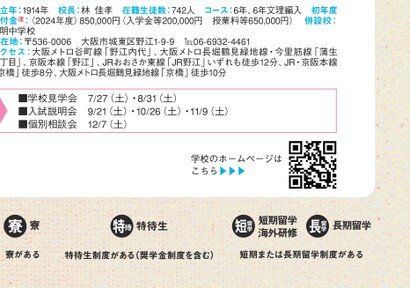 立年：1914年　校長：林 佳孝　在籍生徒数：742人　コース：6年、6年文理編入　初年度
付金注：〈2024年度〉850,000円（入学金等200,000円　授業料等650,000円）　併設校：
明中学校
在地：〒536-0006　大阪市城東区野江1-9-9　℡06-6932-4461
クセス：大阪メトロ谷町線「野江内代」、大阪メトロ長堀鶴見緑地線・今里筋線「蒲生
丁目」、京阪本線「野江」、JRおおさか東線「JR野江」いずれも徒歩12分、JR・京阪本線
京橋」徒歩8分、大阪メトロ長堀鶴見緑地線「京橋」徒歩10分
■学校見学会　7/27（土）・8/31（土）
■入試説明会　9/21（土）・10/26（土）・11/9（土）
■個別相談会　12/7（土）
学校のホームページは
こちら▶▶▶
寮 寮
特待 特待生
短留学 短期留学
海外研修
長留学 長期留学
寮がある
特待生制度がある（奨学金制度を含む）
短期または長期留学制度がある